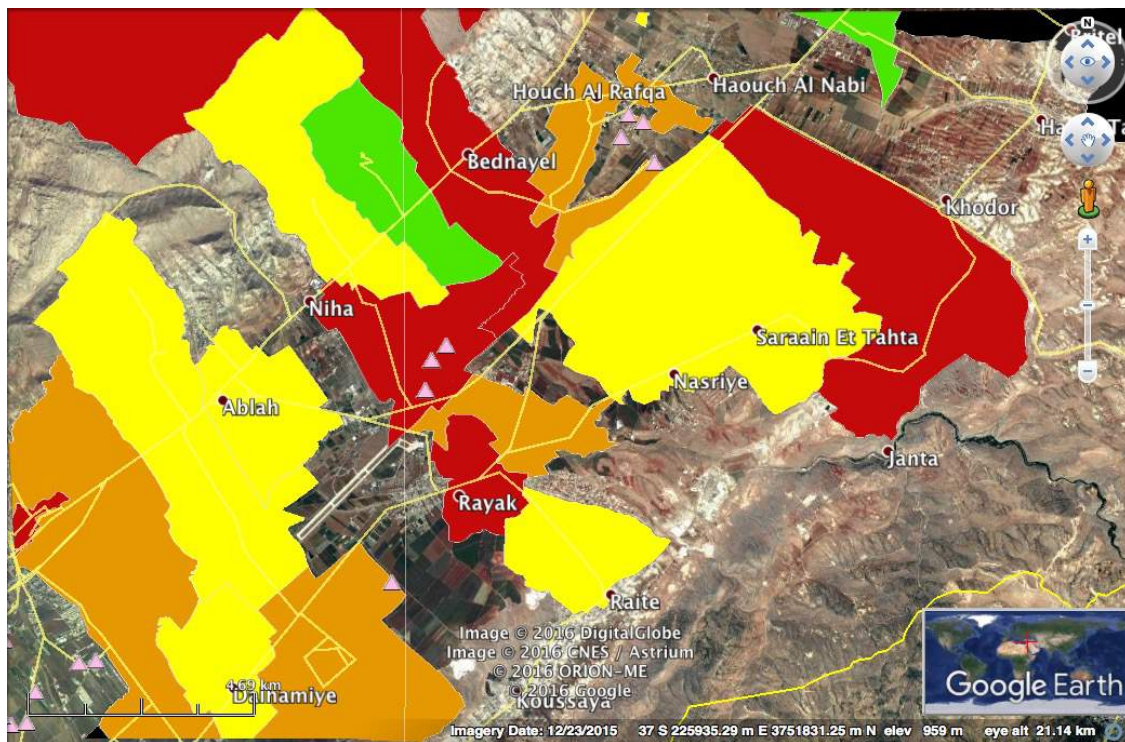 N
Britel
Houch Al Rafqa
Haouch Al Nabi
Bednayel
Khodor
Niha
Saraain Et Tahta
Nasriye
Ablah
Janta
Rayak
Raite
Image © 2016 DigitalGlobe
Image © 2016 CNES / Astrium
© 2016 ORION-ME
© 2016 Google
Koussaya
4.69 km
Dalhamiye
Google Earth
Imagery Date: 12/23/2015 37 S 225935.29 m E 3751831.25 m N elev 959 m eye alt 21.14 km